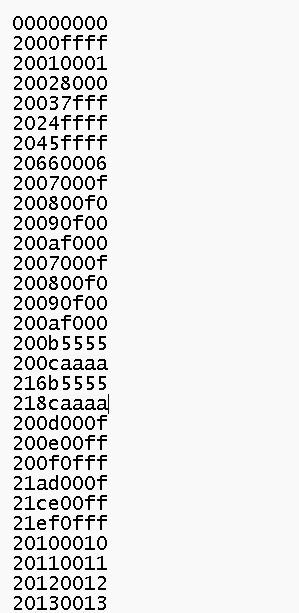 00000000
2000ffff
20010001
20028000
20037fff
2024ffff
2045ffff
20660006
2007000f
200800f0
20090f00
200af000
2007000f
200800f0
20090f00
200af000
200b5555
200caaaa
216b5555
218caaaa
200d000f
200e00ff
200f0fff
21ad000f
21ce00ff
21ef0fff
20100010
20110011
20120012
20130013